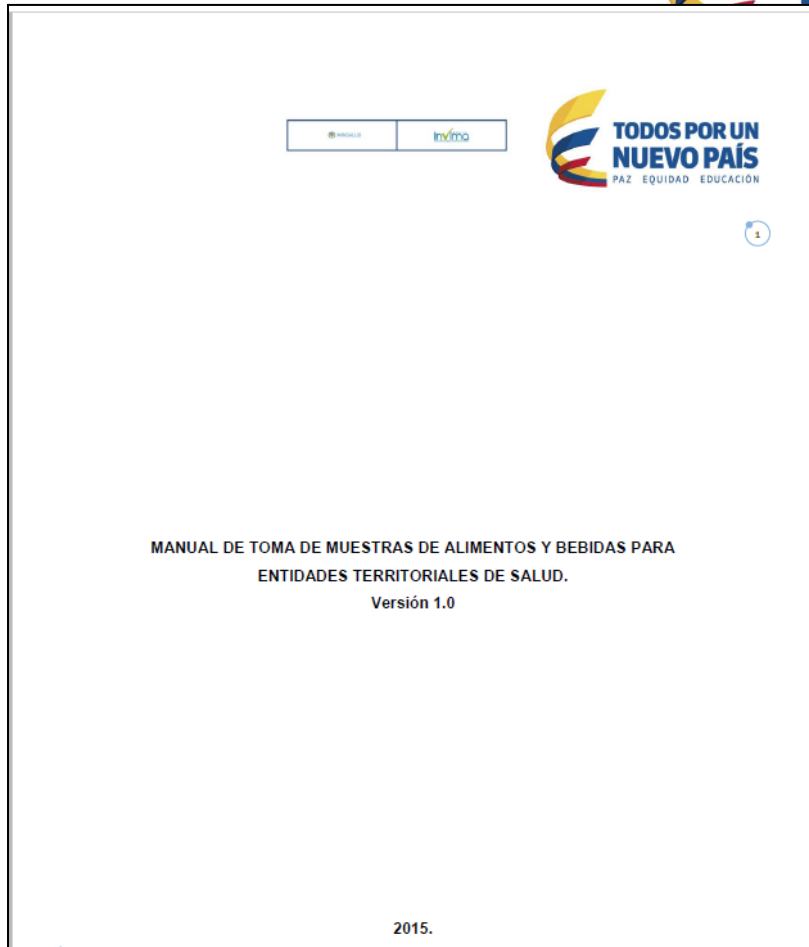 MINSALUD
invima
TODOS POR UN
NUEVO PAÍS
PAZ EQUIDAD EDUCACIÓN
1
MANUAL DE TOMA DE MUESTRAS DE ALIMENTOS Y BEBIDAS PARA
ENTIDADES TERRITORIALES DE SALUD.
Versión 1.0
2015.